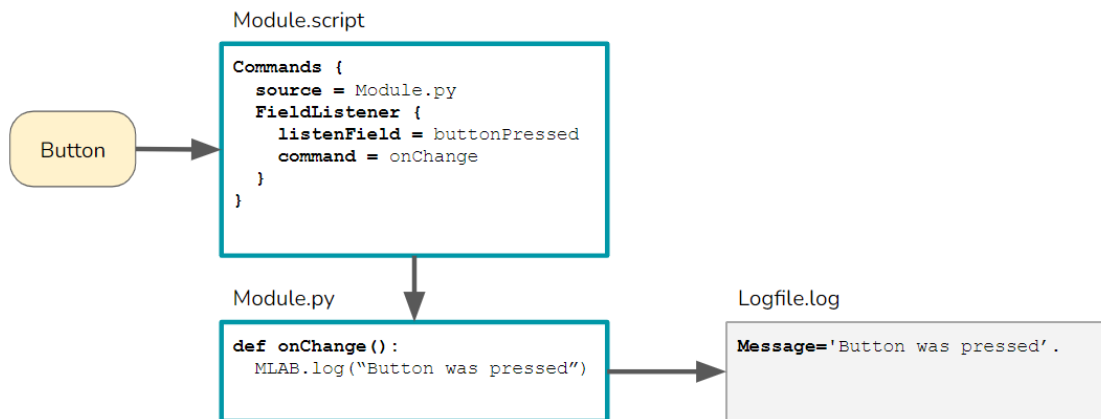 Module.script
Commands {
source = Module.py
FieldListener {
listenField = buttonPressed
command = onChange
}
}
Button
Module.py
def onChange():
MLAB.log(“Button was pressed”)
Logfile.log
Message='Button was pressed’.